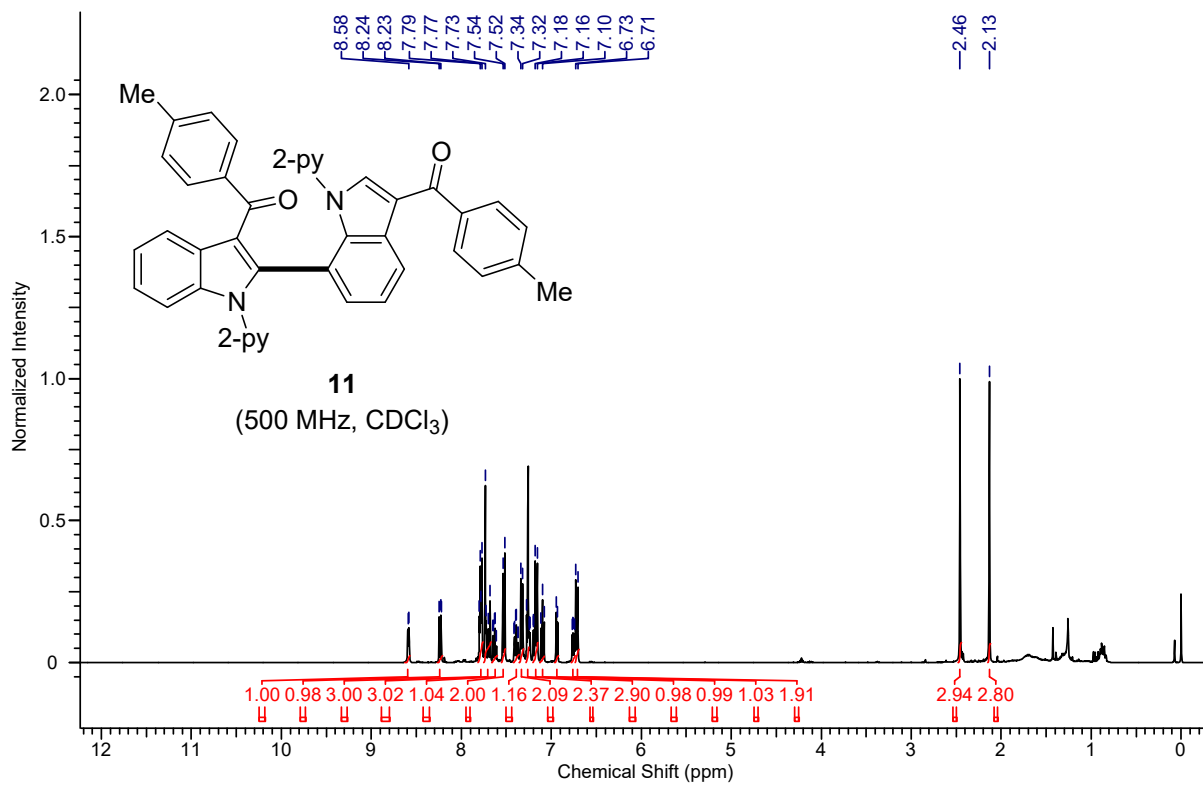 8.58 8.24 8.23 7.79 7.77 7.73 7.54 7.52 7.34 7.32 7.18 7.16 7.10 6.73 6.71 2.46 2.13
2.0
Me
2-py
O
N
O
Me
N
2-py
11
(500 MHz, CDCl3)
1.5
1.0
0.5
0
Normalized Intensity
1.00 0.98 3.00 3.02 1.04 2.00 1.16 2.09 2.37 2.90 0.98 0.99 1.03 1.91 2.94 2.80
12 11 10 9 8 7 6 5 4 3 2 1 0
Chemical Shift (ppm)